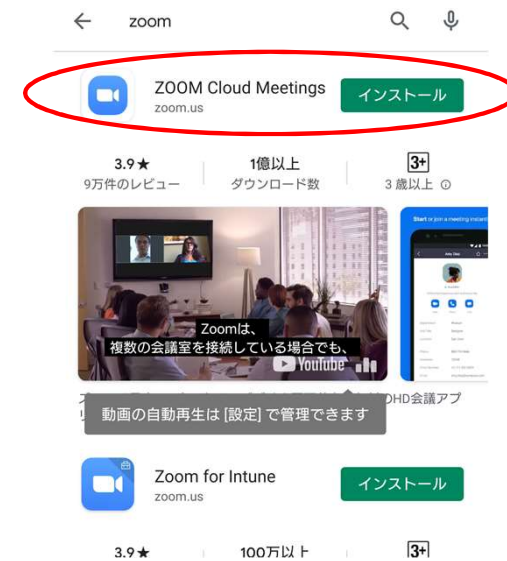 zoom
ZOOM Cloud Meetings
zoom.us
インストール
3.9★
9万件のレビュー
1億以上
ダウンロード数
3+
3 歳以上
Zoomは、
複数の会議室を接続している場合でも、
YouTube
Start or join a meeting instant
HD会議アプ
動画の自動再生は [設定] で管理できます
Zoom for Intune
zoom.us
インストール
3.9★
100万以上
3+